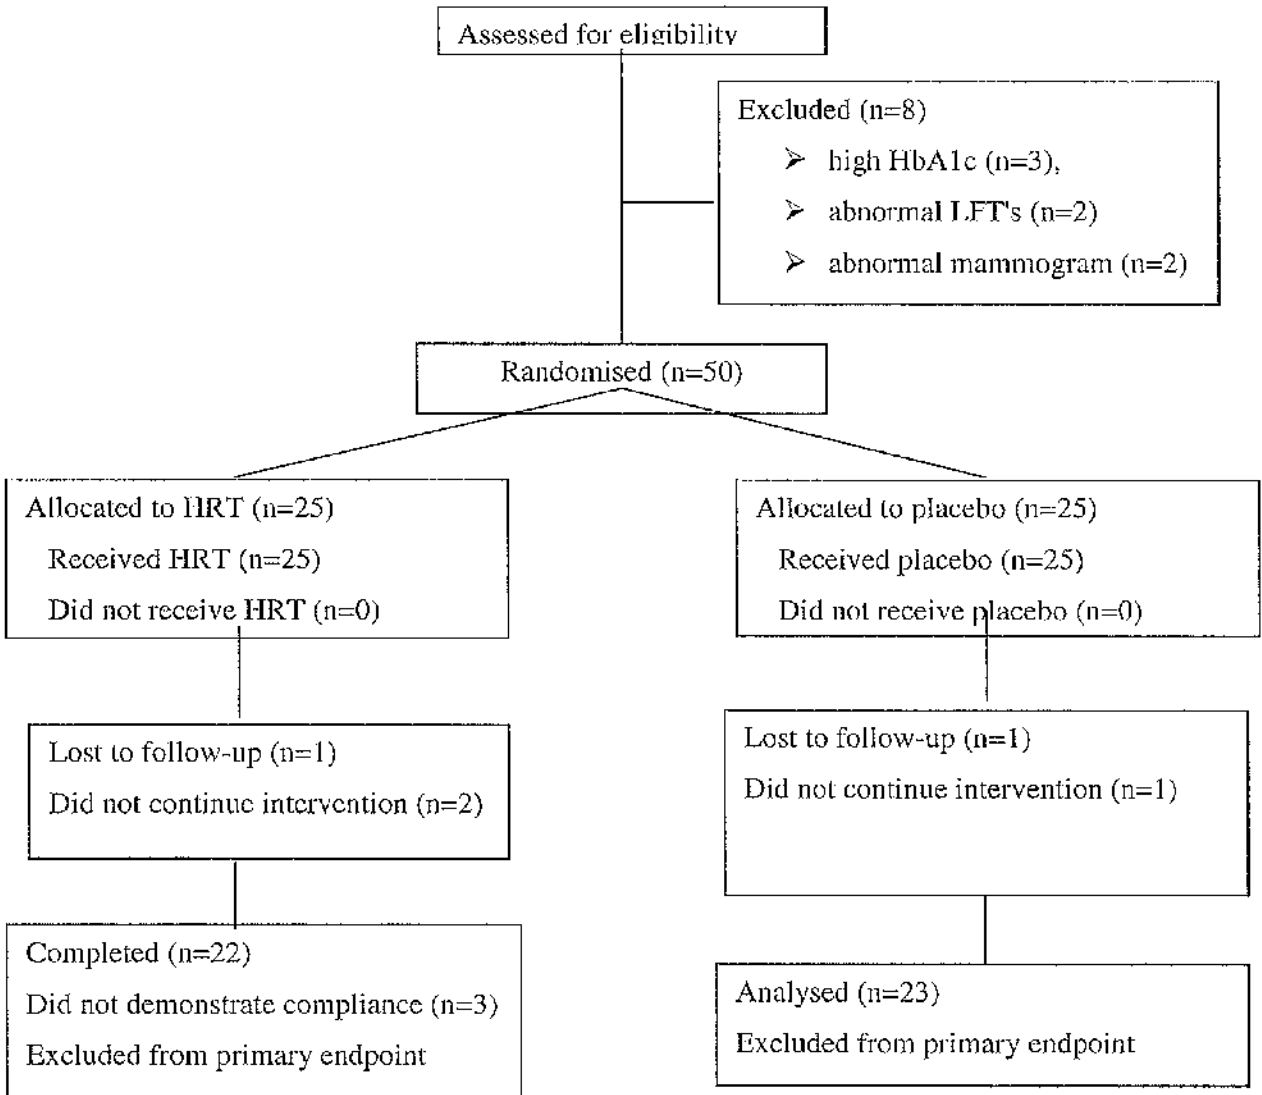 Assessed for eligibility
Excluded (n=8)
➢ high HbA1c (n=3),
➢ abnormal LFT's (n=2)
➢ abnormal mammogram (n=2)
Randomised (n=50)
Allocated to HRT (n=25)
Received HRT (n=25)
Did not receive HRT (n=0)
Allocated to placebo (n=25)
Received placebo (n=25)
Did not receive placebo (n=0)
Lost to follow-up (n=1)
Did not continue intervention (n=2)
Lost to follow-up (n=1)
Did not continue intervention (n=1)
Completed (n=22)
Did not demonstrate compliance (n=3)
Excluded from primary endpoint
Analysed (n=23)
Excluded from primary endpoint